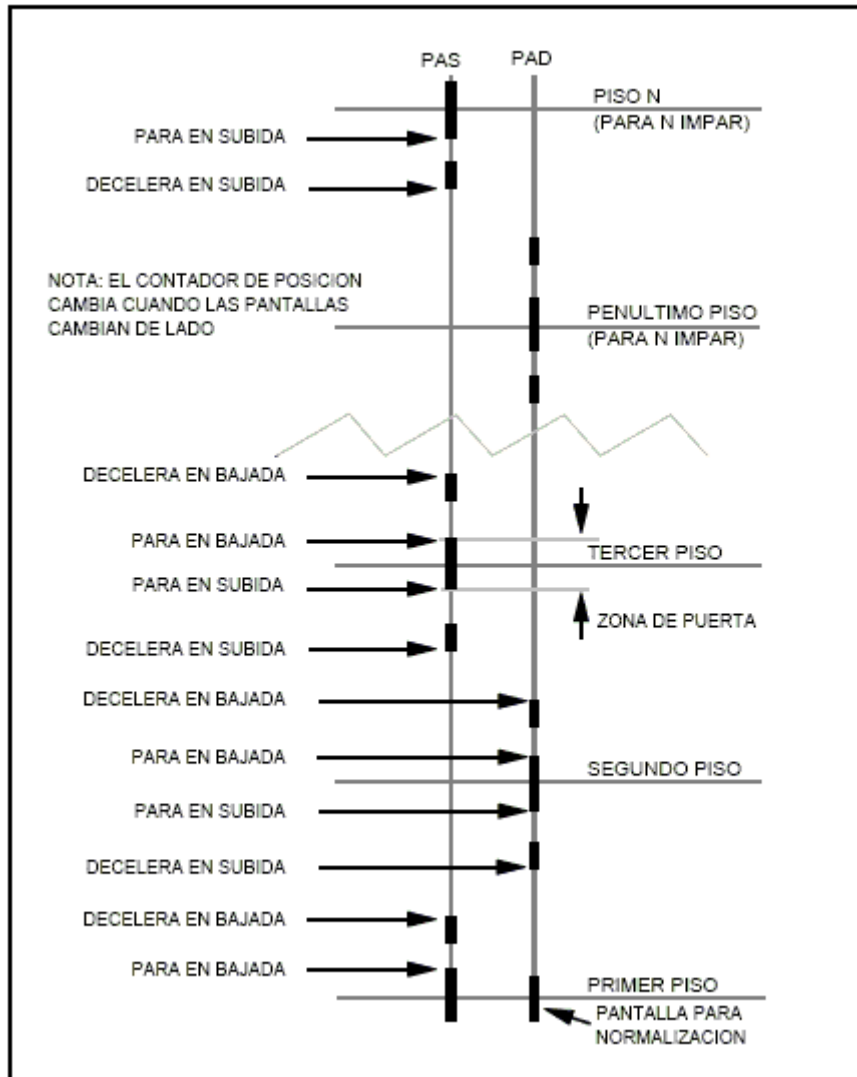 PAS PAD
PISO N
(PARA N IMPAR)
PARA EN SUBIDA
DECELERA EN SUBIDA
NOTA: EL CONTADOR DE POSICION
CAMBIA CUANDO LAS PANTALLAS
CAMBIAN DE LADO
PENULTIMO PISO
(PARA N IMPAR)
DECELERA EN BAJADA
PARA EN BAJADA
TERCER PISO
PARA EN SUBIDA
ZONA DE PUERTA
DECELERA EN SUBIDA
DECELERA EN BAJADA
PARA EN BAJADA
SEGUNDO PISO
PARA EN SUBIDA
DECELERA EN SUBIDA
DECELERA EN BAJADA
PARA EN BAJADA
PRIMER PISO
PANTALLA PARA
NORMALIZACION